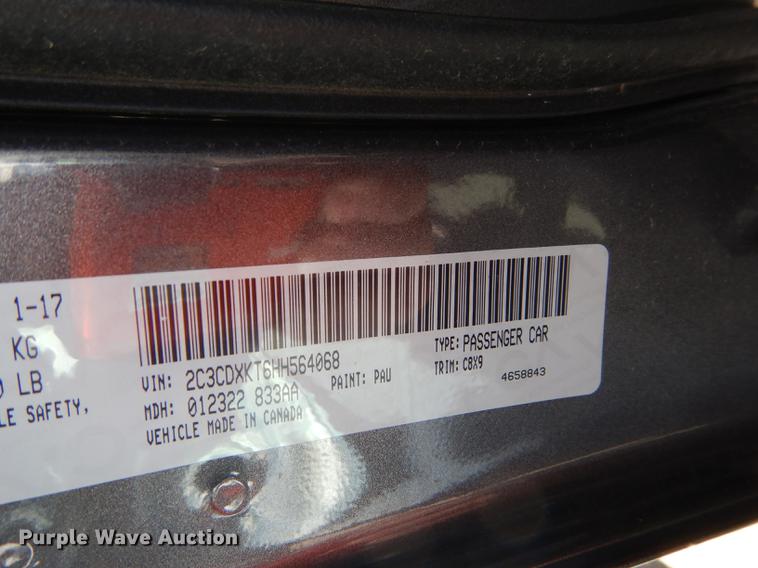 1-17
KG
LB
LE SAFETY,
VIN: 2C3CDXKT6HH564068
MDH: 012322 833AA
VEHICLE MADE IN CANADA
PAINT: PAU
TYPE: PASSENGER CAR
TRIM: C8X9
4658843
Purple Wave Auction